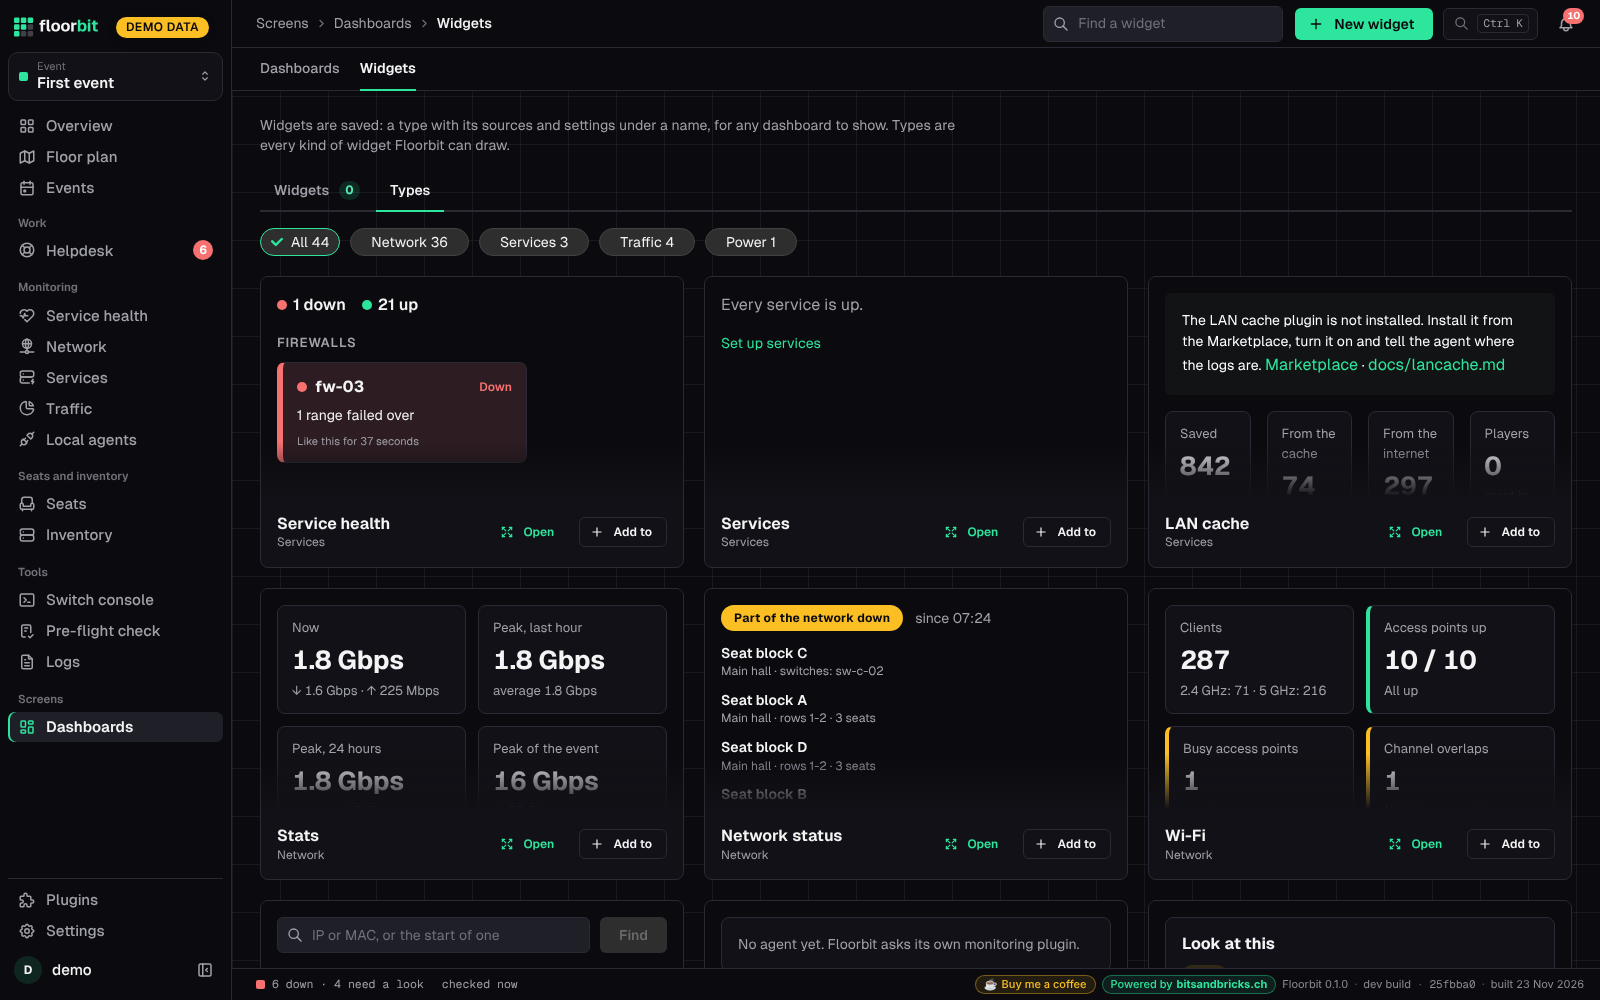 floorbit
DEMO DATA
Screens
Dashboards
Widgets
Find a widget
New widget
Ctrl K
10
Event
First event
Dashboards
Widgets
Overview
Floor plan
Events
Work
Helpdesk
6
Monitoring
Service health
Network
Services
Traffic
Local agents
Seats and inventory
Seats
Inventory
Tools
Switch console
Pre-flight check
Logs
Screens
Dashboards
Plugins
Settings
D
demo
Widgets are saved: a type with its sources and settings under a name, for any dashboard to show. Types are
every kind of widget Floorbit can draw.
Widgets 0
Types
All 44
Network 36
Services 3
Traffic 4
Power 1
1 down
21 up
FIREWALLS
fw-03
Down
1 range failed over
Like this for 37 seconds
Service health
Services
Open
Add to
Every service is up.
Set up services
Services
Services
Open
Add to
The LAN cache plugin is not installed. Install it from
the Marketplace, turn it on and tell the agent where
the logs are. Marketplace · docs/lancache.md
Saved
842
From the
cache
74
From the
internet
297
Players
0
LAN cache
Services
Open
Add to
Now
1.8 Gbps
↓ 1.6 Gbps · ↑ 225 Mbps
Peak, last hour
1.8 Gbps
average 1.8 Gbps
Peak, 24 hours
1.8 Gbps
Peak of the event
16 Gbps
Stats
Network
Open
Add to
Part of the network down
since 07:24
Seat block C
Main hall · switches: sw-c-02
Seat block A
Main hall · rows 1-2 · 3 seats
Seat block D
Main hall · rows 1-2 · 3 seats
Seat block B
Network status
Network
Open
Add to
Clients
287
2.4 GHz: 71 · 5 GHz: 216
Access points up
10 / 10
All up
Busy access points
1
Channel overlaps
1
Wi-Fi
Network
Open
Add to
IP or MAC, or the start of one
Find
No agent yet. Floorbit asks its own monitoring plugin.
Look at this
6 down · 4 need a look
checked now
Buy me a coffee
Powered by bitsandbricks.ch
Floorbit 0.1.0 · dev build · 25fbba0 · built 23 Nov 2026